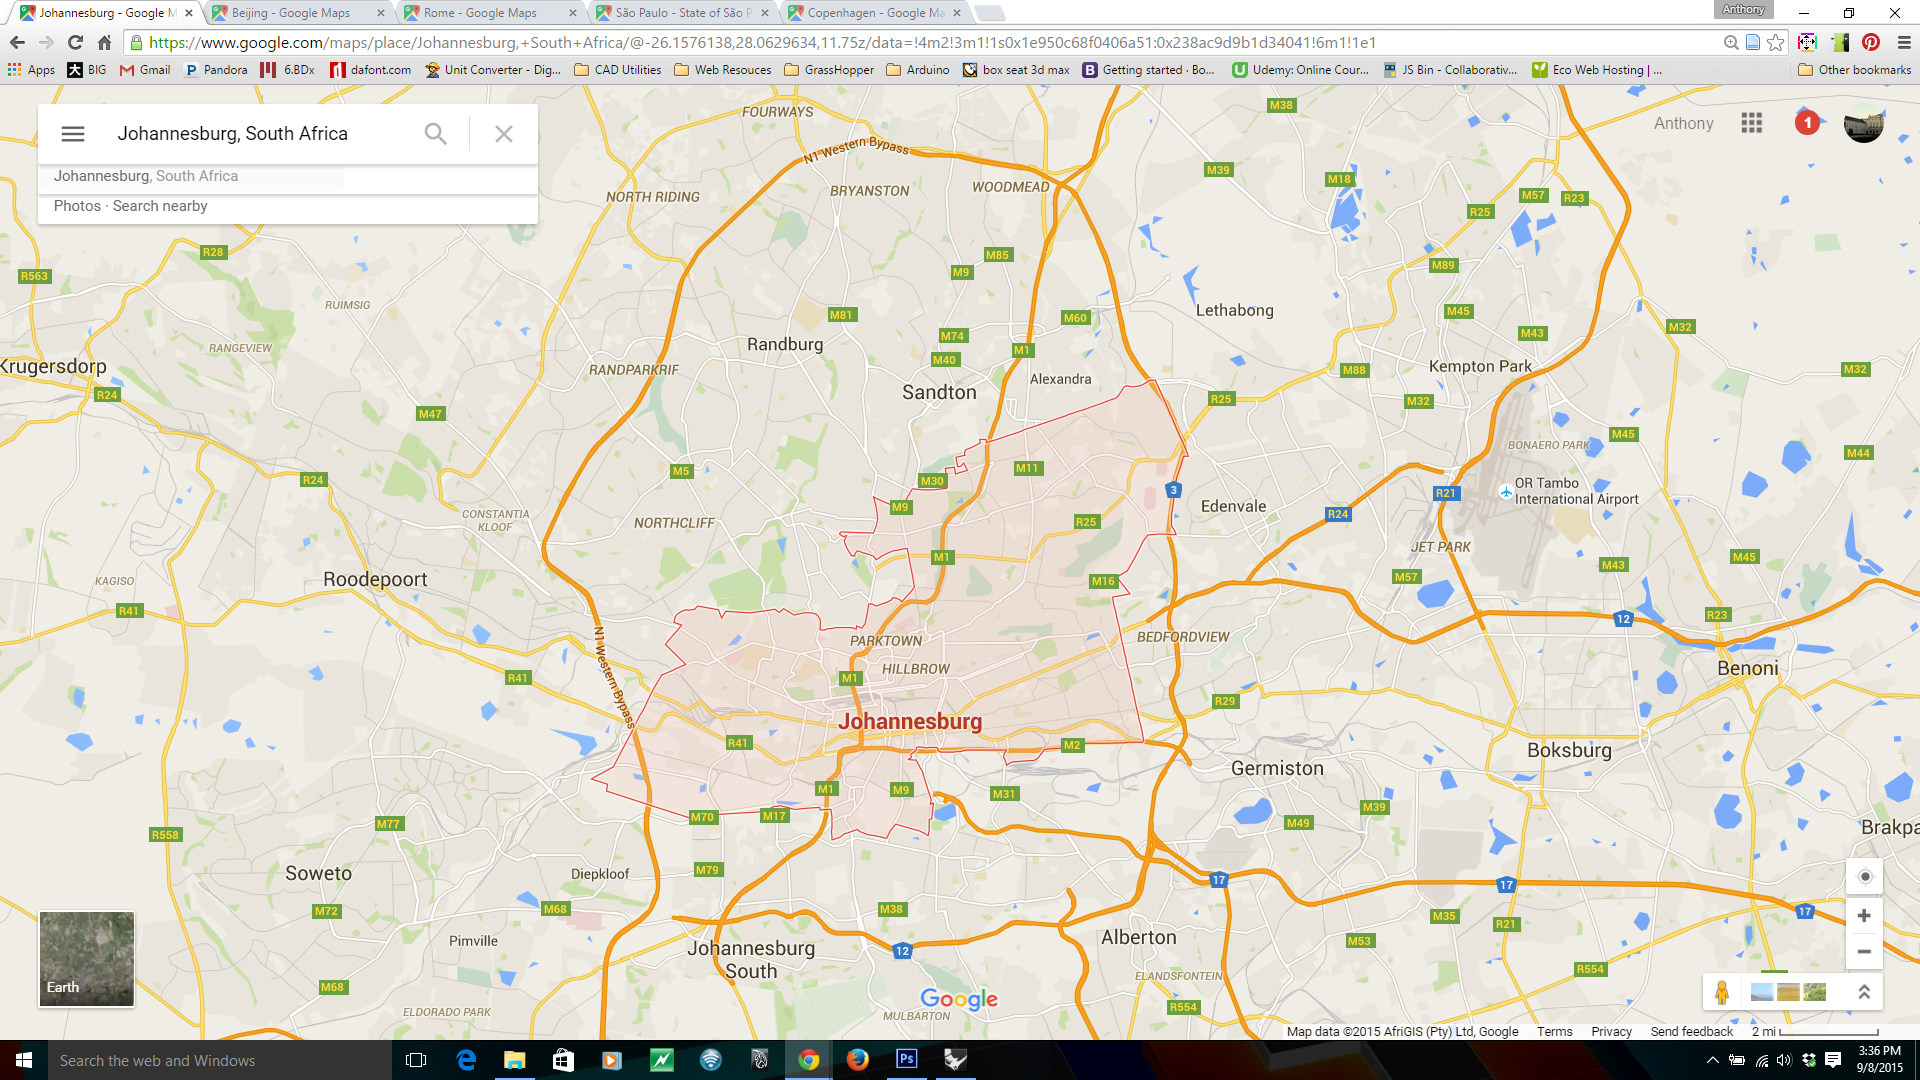 Johannesburg - Google M
Beijing - Google Maps
Rome - Google Maps
São Paulo - State of São P
Copenhagen - Google Ma
Anthony
https://www.google.com/maps/place/Johannesburg,+South+Africa/@-26.1576138,28.0629634,11.75z/data=!4m2!3m1!1s0x1e950c68f0406a51:0x238ac9d9b1d34041!6m1!1e1
Apps
BIG
Gmail
Pandora
6.BDx
dafont.com
Unit Converter - Dig...
CAD Utilities
Web Resouces
GrassHopper
Arduino
box seat 3d max
Getting started · Bo...
Udemy: Online Cour...
JS Bin - Collaborativ...
Eco Web Hosting | ...
Other bookmarks
Johannesburg, South Africa
Johannesburg, South Africa
Photos · Search nearby
Anthony
1
FOURWAYS
M38
N1 Western Bypass
M39
M18
BRYANSTON
WOODMEAD
NORTH RIDING
M57
R23
R25
R28
M85
M89
M9
R563
RUIMSIG
Lethabong
M45
M81
M60
M32
M43
M74
Randburg
RANGEVIEW
M1
M40
Krugersdorp
RANDPARKRIF
Kempton Park
M88
M32
Alexandra
Sandton
R24
R25
M32
M47
M45
BONAERO PARK
M44
M5
M11
R24
M30
3
R21
OR Tambo
International Airport
M9
Edenvale
CONSTANTIA
KLOOF
R24
NORTHCLIFF
R25
JET PARK
M1
M45
M43
KAGISO
Roodepoort
M16
M57
R41
12
R23
PARKTOWN
BEDFORDVIEW
HILLBROW
Benoni
N1 Western Bypass
R41
M1
R29
Johannesburg
R41
M2
Boksburg
Germiston
M1
M9
M31
M39
M70
M17
M49
M77
R558
Brakpa
Soweto
Diepkloof
M79
17
17
M72
M68
M38
M35
17
R21
Pimville
Johannesburg
South
12
Alberton
M53
ELANDSFONTEIN
R554
M68
Earth
ELDORADO PARK
Google
R554
MULBARTON
Map data ©2015 AfriGIS (Pty) Ltd, Google
Terms
Privacy
Send feedback
2 mi
Search the web and Windows
Ps
3:36 PM
9/8/2015